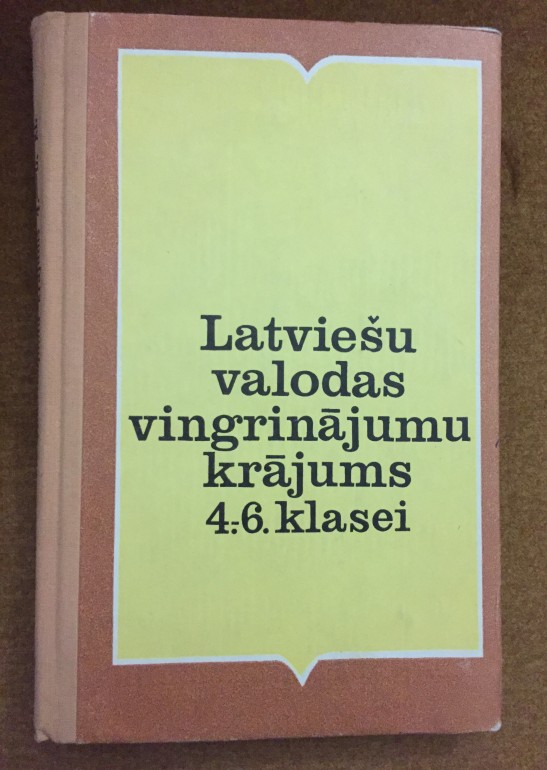 Latviešu
valodas
vingrinājumu
krājums
4.-6. klasei